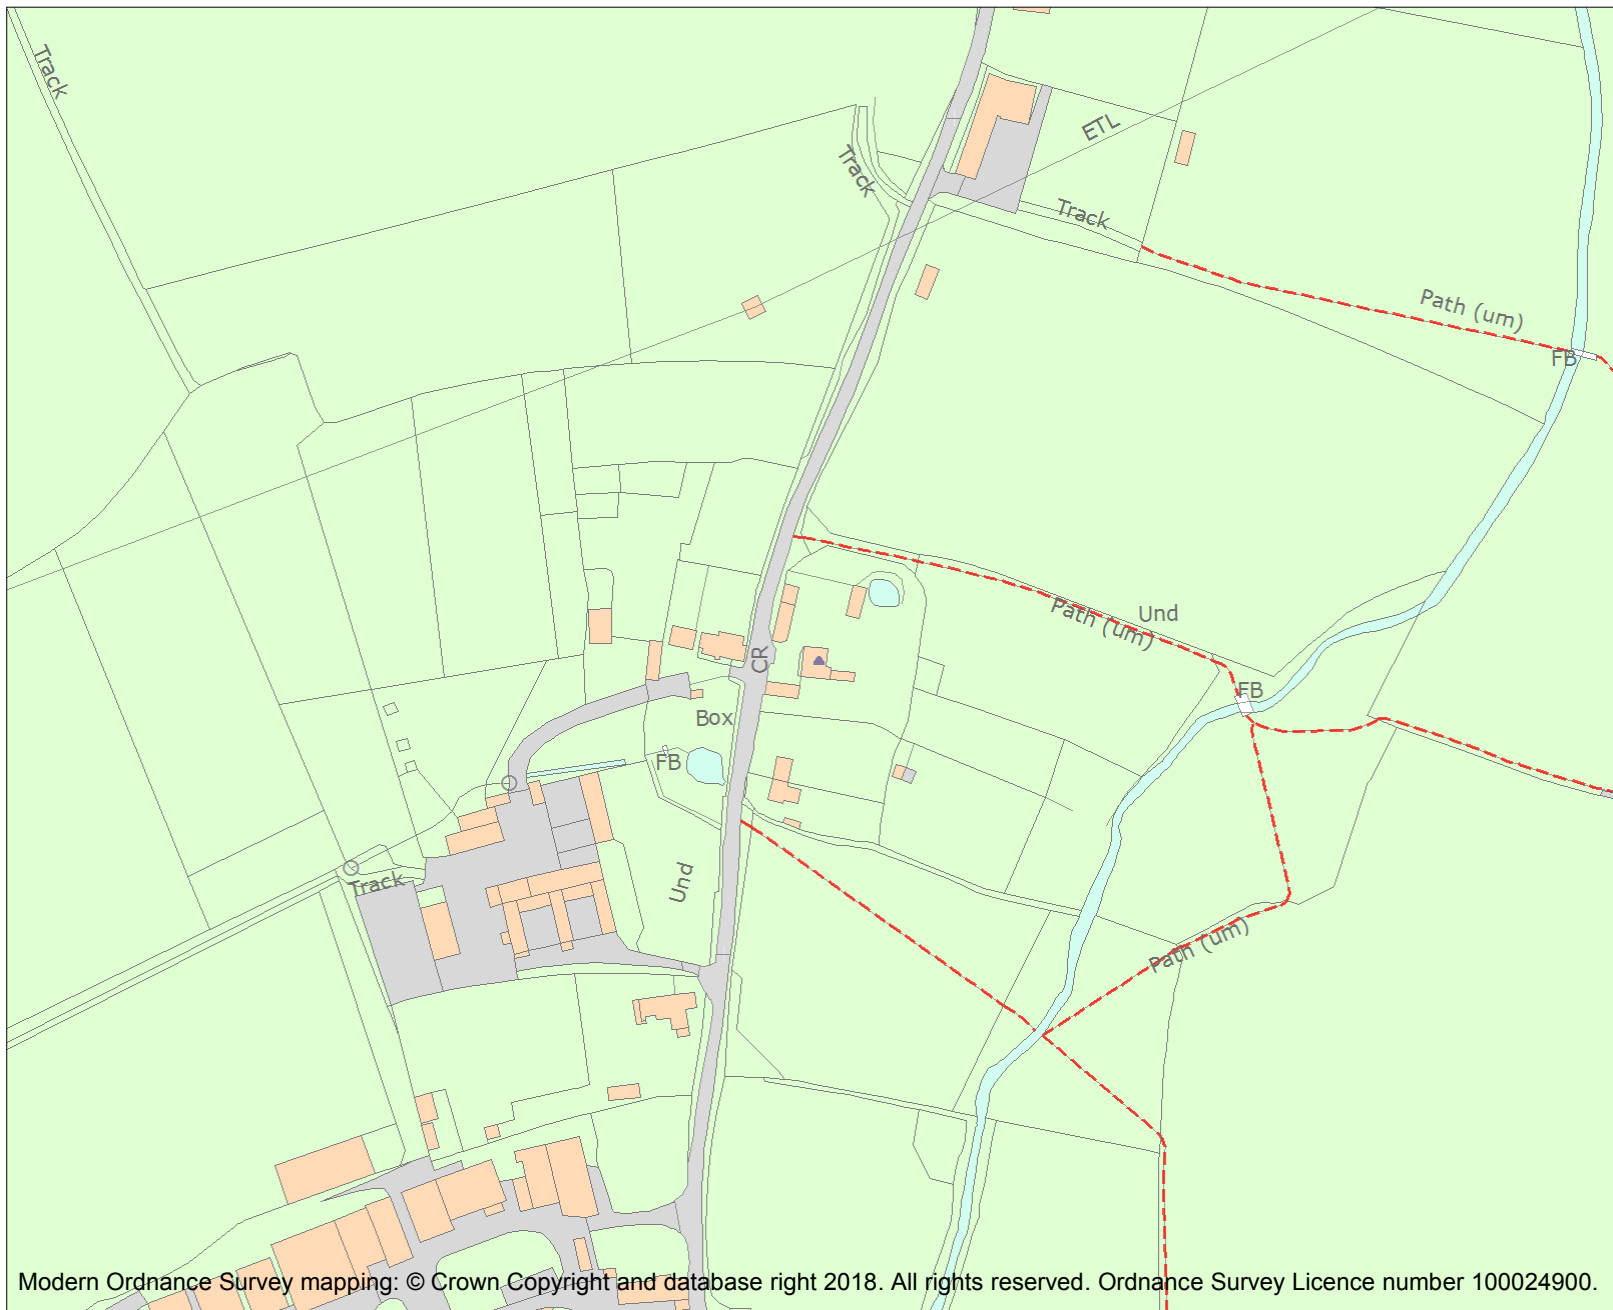 Track
ETL
Track
Track
Path (um)
FB
Und
Path (um)
CR
FB
Box
FB
Track
Und
Path (um)
Modern Ordnance Survey mapping: © Crown Copyright and database right 2018. All rights reserved. Ordnance Survey Licence number 100024900.